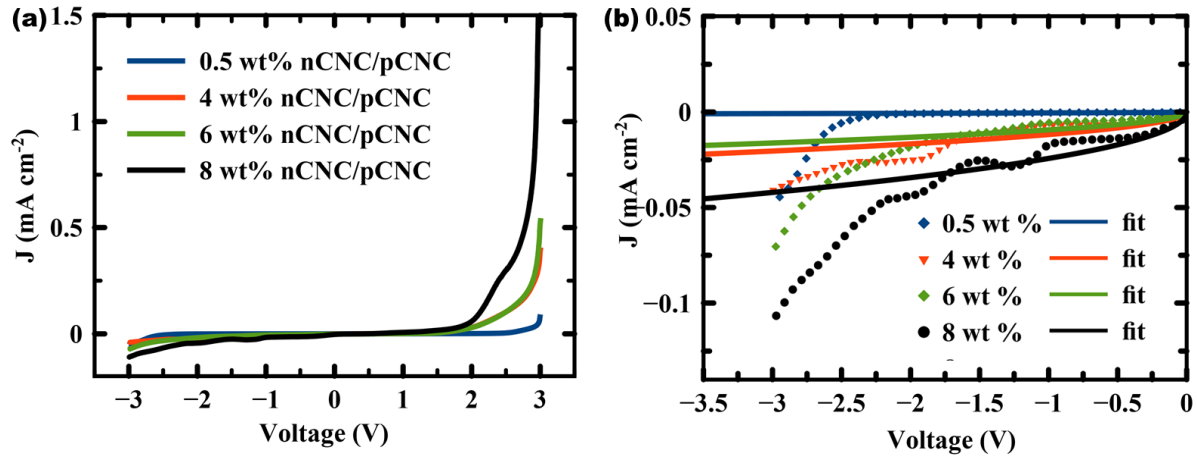 (a)
J (mA cm⁻²)
1.5
1
0.5
0
0.5 wt% nCNC/pCNC
4 wt% nCNC/pCNC
6 wt% nCNC/pCNC
8 wt% nCNC/pCNC
−3 −2 −1 0 1 2 3
Voltage (V)
(b)
J (mA cm⁻²)
0.05
0
−0.05
−0.1
0.5 wt % fit
4 wt % fit
6 wt % fit
8 wt % fit
−3.5 −3 −2.5 −2 −1.5 −1 −0.5 0
Voltage (V)